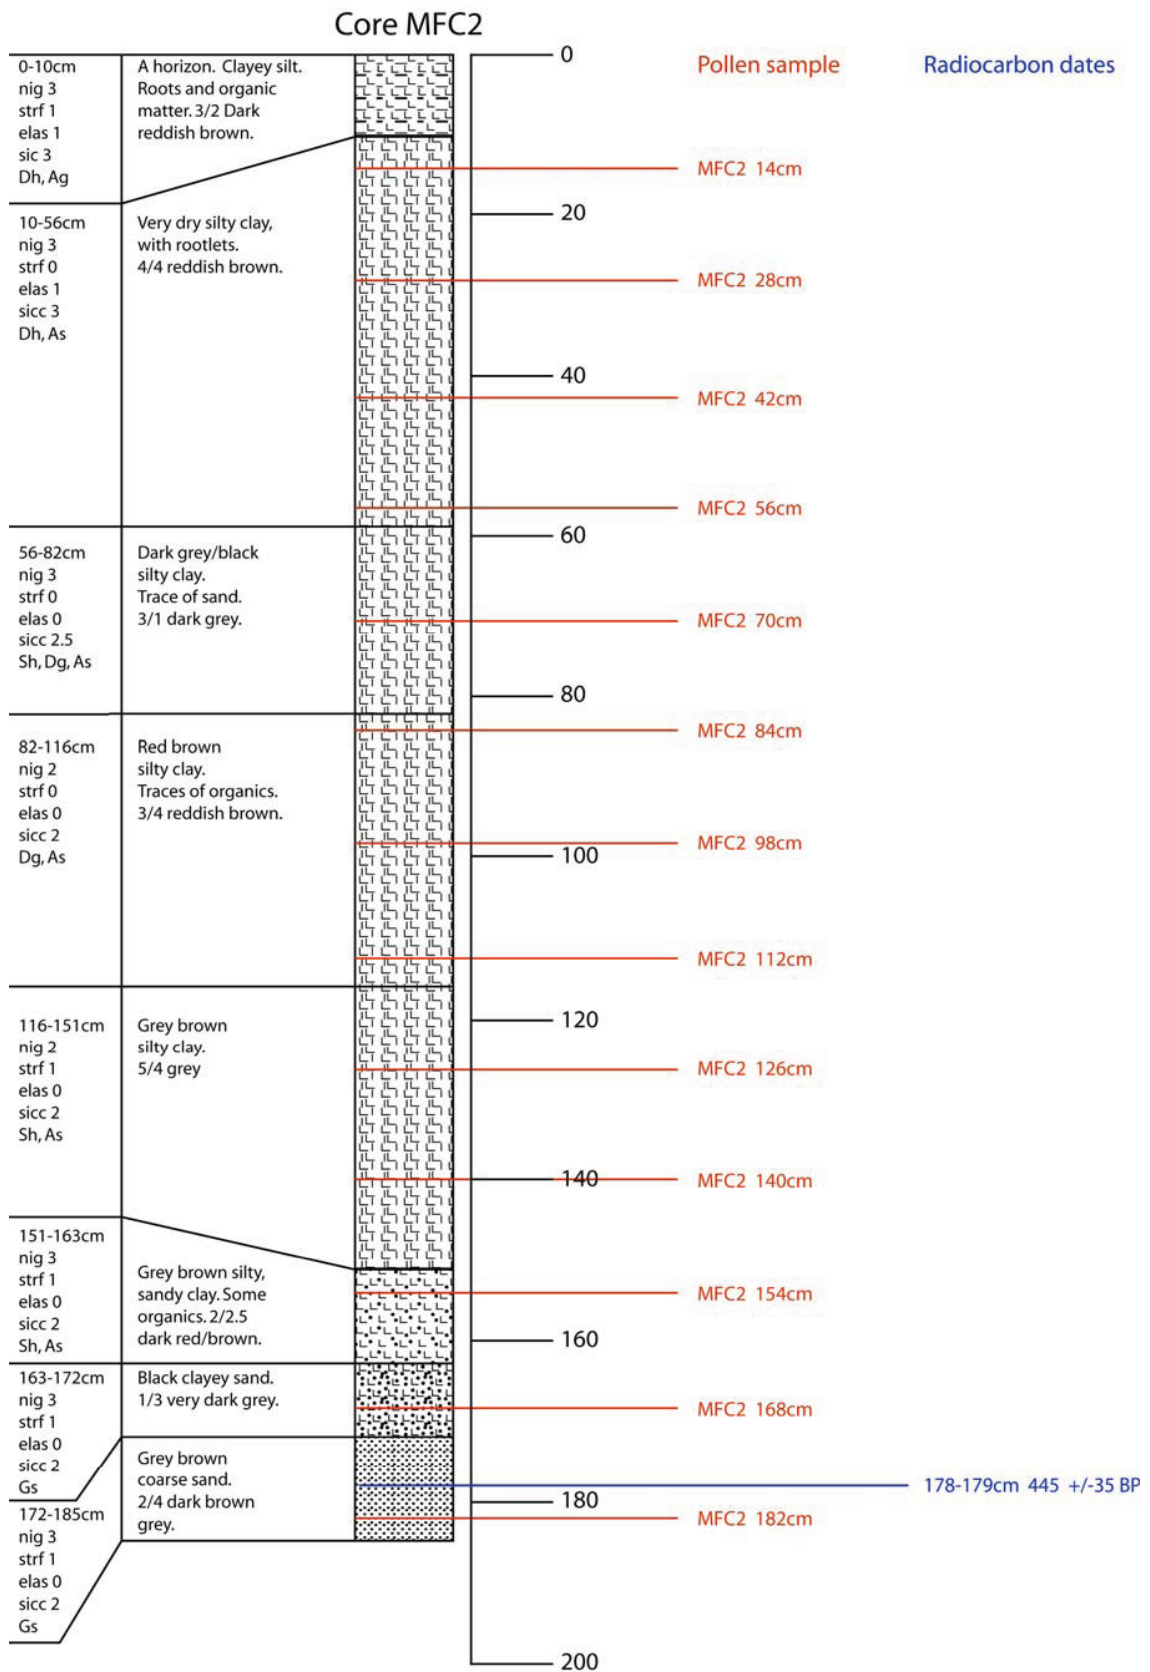 Core MFC2
0-10cm
nig 3
strf 1
elas 1
sic 3
Dh, Ag
A horizon. Clayey silt.
Roots and organic
matter. 3/2 Dark
reddish brown.
10-56cm
nig 3
strf 0
elas 1
sicc 3
Dh, As
Very dry silty clay,
with rootlets.
4/4 reddish brown.
56-82cm
nig 3
strf 0
elas 0
sicc 2.5
Sh, Dg, As
Dark grey/black
silty clay.
Trace of sand.
3/1 dark grey.
82-116cm
nig 2
strf 0
elas 0
sicc 2
Dg, As
Red brown
silty clay.
Traces of organics.
3/4 reddish brown.
116-151cm
nig 2
strf 1
elas 0
sicc 2
Sh, As
Grey brown
silty clay.
5/4 grey
151-163cm
nig 3
strf 1
elas 0
sicc 2
Sh, As
Grey brown silty,
sandy clay. Some
organics. 2/2.5
dark red/brown.
163-172cm
nig 3
strf 1
elas 0
sicc 2
Gs
Black clayey sand.
1/3 very dark grey.
172-185cm
nig 3
strf 1
elas 0
sicc 2
Gs
Grey brown
coarse sand.
2/4 dark brown
grey.
0
20
40
60
80
100
120
140
160
180
200
Pollen sample
MFC2 14cm
MFC2 28cm
MFC2 42cm
MFC2 56cm
MFC2 70cm
MFC2 84cm
MFC2 98cm
MFC2 112cm
MFC2 126cm
MFC2 140cm
MFC2 154cm
MFC2 168cm
MFC2 182cm
Radiocarbon dates
178-179cm 445 +/-35 BP